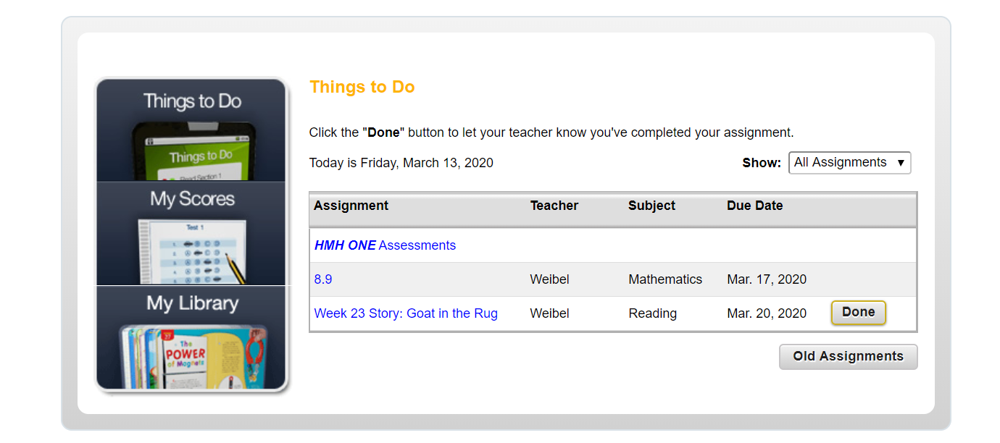 Things to Do
Things to Do
Read Section 1
My Scores
Test 1
My Library
The
POWER
of Magnets
Things to Do
Click the "Done" button to let your teacher know you've completed your assignment.
Today is Friday, March 13, 2020
Show: All Assignments ▼
Assignment Teacher Subject Due Date
HMH ONE Assessments
8.9 Weibel Mathematics Mar. 17, 2020
Week 23 Story: Goat in the Rug Weibel Reading Mar. 20, 2020 Done
Old Assignments